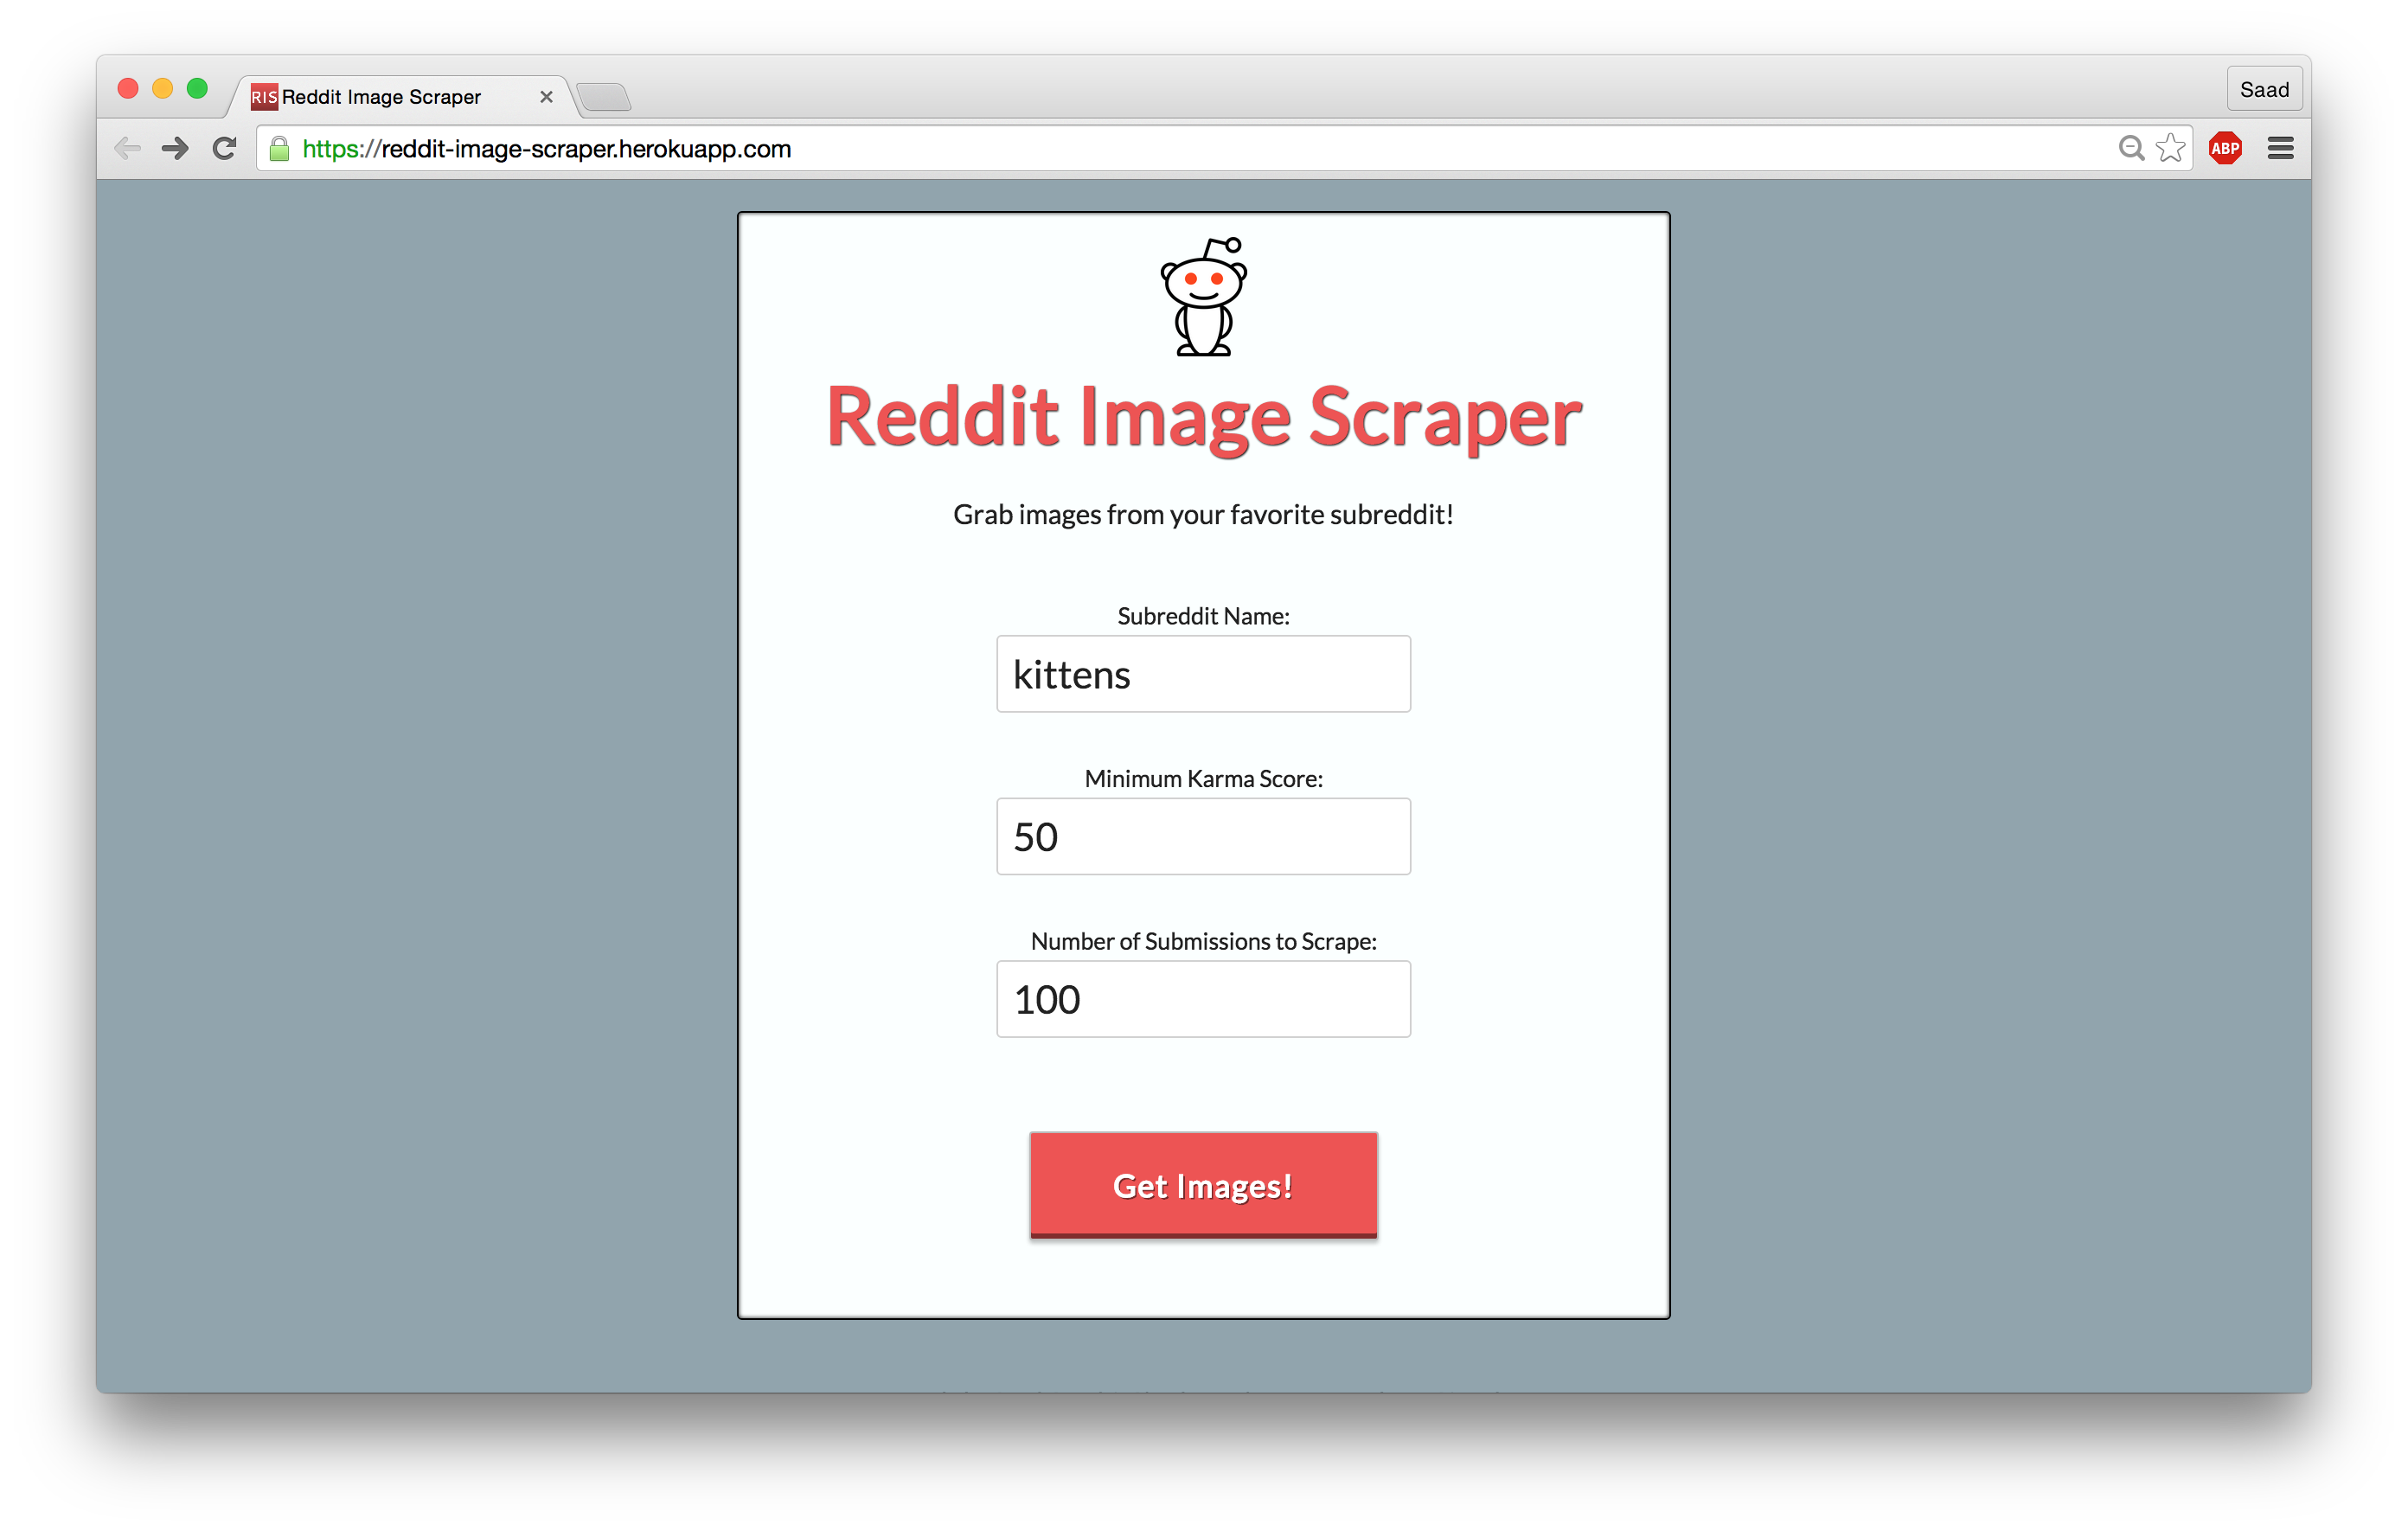 RIS Reddit Image Scraper
Saad
https://reddit-image-scraper.herokuapp.com
ABP
Reddit Image Scraper
Grab images from your favorite subreddit!
Subreddit Name:
kittens
Minimum Karma Score:
50
Number of Submissions to Scrape:
100
Get Images!